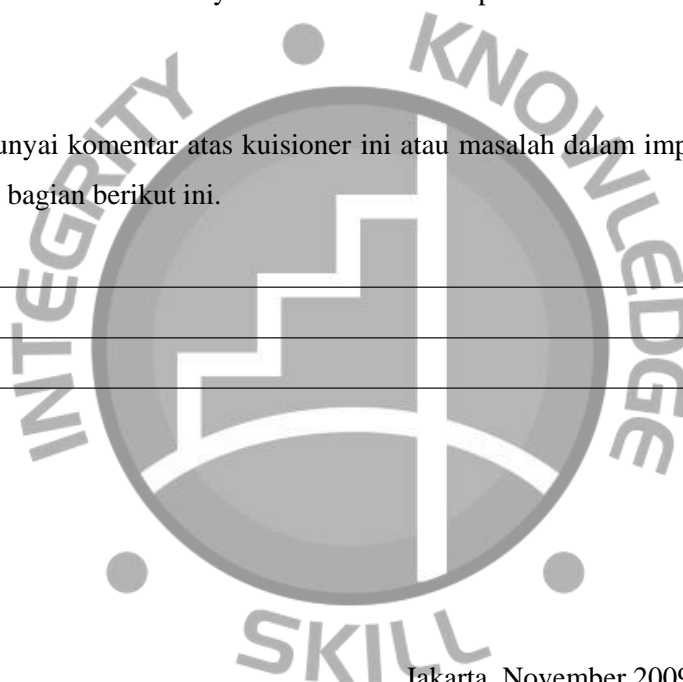 unyai komentar atas kuisioner ini atau masalah dalam imp
bagian berikut ini.
INTEGRITY
KNOWLEDGE
SKILL
Jakarta, November 2009